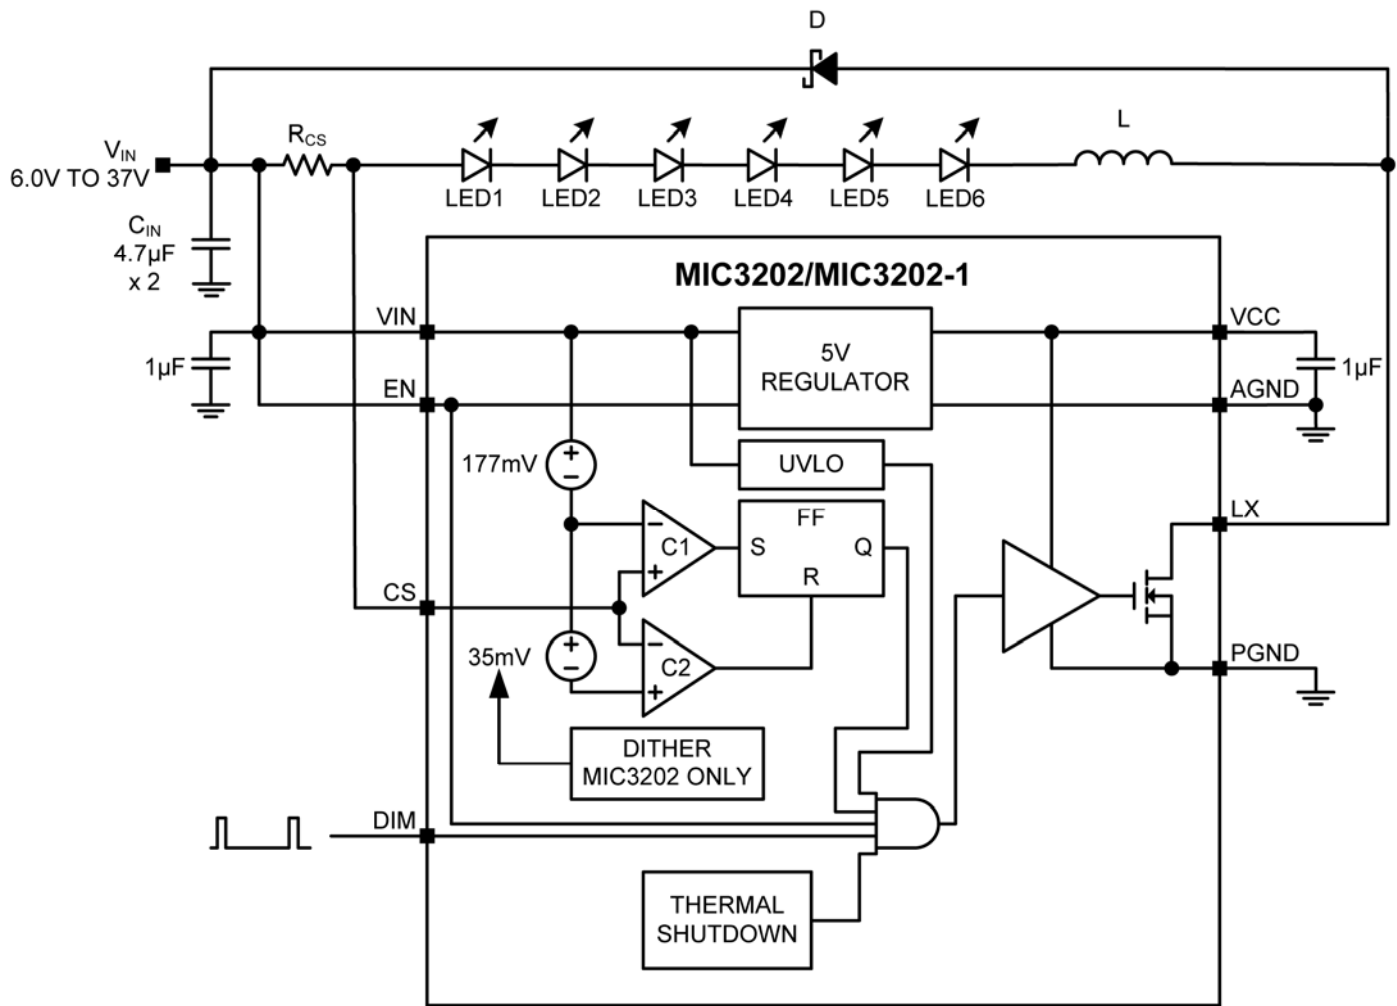 D
V_IN
6.0V TO 37V
R_CS
LED1
LED2
LED3
LED4
LED5
LED6
L
C_IN
4.7µF
x 2
MIC3202/MIC3202-1
VIN
1µF
EN
5V
REGULATOR
VCC
1µF
AGND
177mV
+
−
UVLO
FF
S
Q
R
−
C1
+
LX
CS
35mV
+
−
−
C2
+
PGND
DITHER
MIC3202 ONLY
DIM
THERMAL
SHUTDOWN